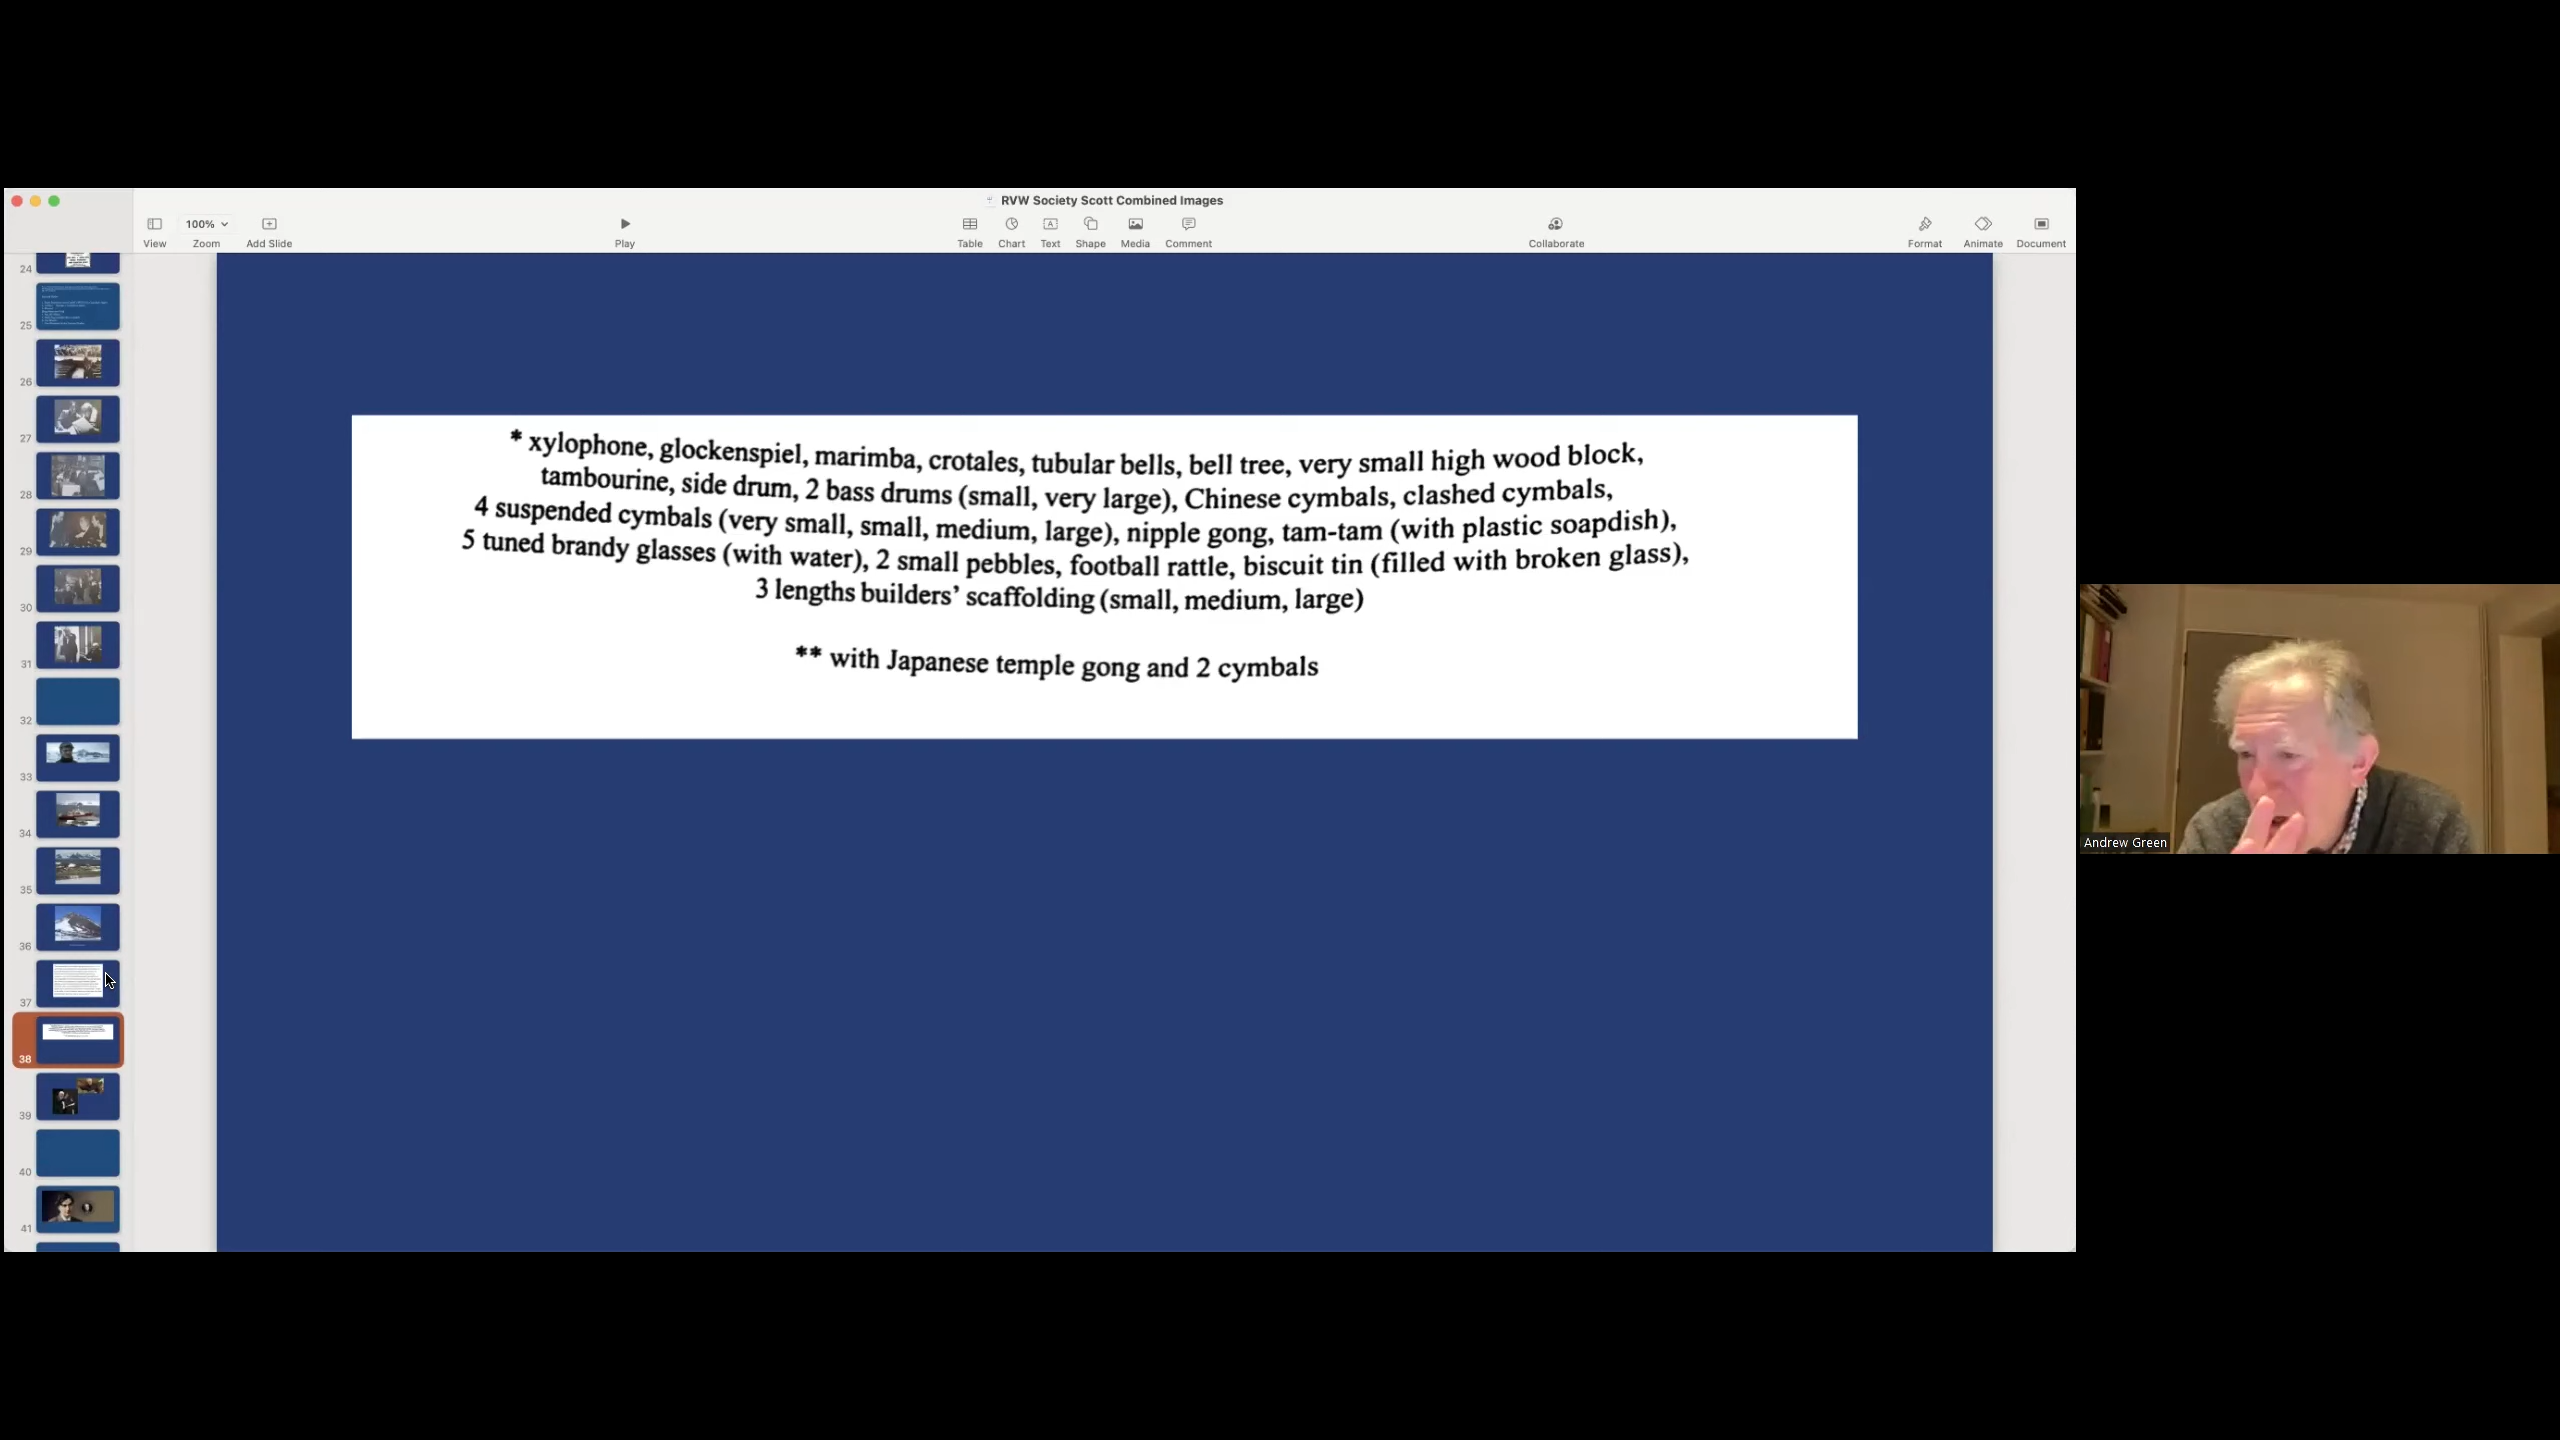 RVW Society Scott Combined Images
100%
View
Zoom
Add Slide
Play
Table
Chart
Text
Shape
Media
Comment
Collaborate
Format
Animate
Document
24
25
26
27
28
29
30
31
32
33
34
35
36
37
38
39
40
41
* xylophone, glockenspiel, marimba, crotales, tubular bells, bell tree, very small high wood block,
tambourine, side drum, 2 bass drums (small, very large), Chinese cymbals, clashed cymbals,
4 suspended cymbals (very small, small, medium, large), nipple gong, tam-tam (with plastic soapdish),
5 tuned brandy glasses (with water), 2 small pebbles, football rattle, biscuit tin (filled with broken glass),
3 lengths builders’ scaffolding (small, medium, large)
** with Japanese temple gong and 2 cymbals
Andrew Green